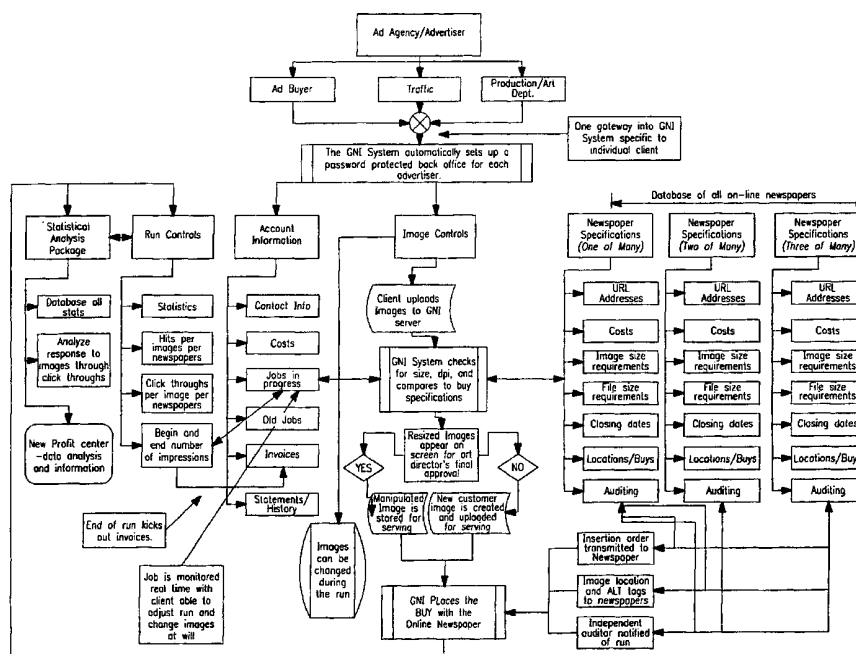 Ad Agency/Advertiser
Ad Buyer
Traffic
Production/Art
Dept.
One gateway into GNI
System specific to
individual client
The GNI System automatically sets up a
password protected back office for each
advertiser.
Database of all on-line newspapers
Statistical
Analysis
Package
Run Controls
Account
Information
Image Controls
Newspaper
Specifications
(One of Many)
Newspaper
Specifications
(Two of Many)
Newspaper
Specifications
(Three of Many)
Database all
stats
Analyze
response to
images through
click throughs
New Profit center
-data analysis
and information
Statistics
Hits per
images per
newspapers
Click throughs
per image per
newspapers
Begin and
end number of
impressions
Contact Info
Costs
Jobs in
progress
Old Jobs
Invoices
Statements/
History
Client uploads
Images to GNI
server
GNI System checks
for size, dpi, and
compares to buy
specifications
Resized Images appear on
screen for art
director's final
approval
YES
NO
Manipulated
Image is
stored for
serving
New customer
image is created
and uploaded for
serving
URL
Addresses
Costs
Image size
requirements
File size
requirements
Closing dates
Locations/Buys
Auditing
URL
Addresses
Costs
Image size
requirements
File size
requirements
Closing dates
Locations/Buys
Auditing
URL
Addresses
Costs
Image size
requirements
File size
requirements
Closing dates
Locations/Buys
Auditing
End of run kicks
out invoices.
Job is monitored
real time with
client able to
adjust run and
change images
at will
Images
can be
changed
during
the run
GNI PLaces the
BUY with the
Online Newspaper
Insertion order
transmitted to
Newspaper
Image location
and ALT tags
to newspapers
Independent
auditor notified
of run